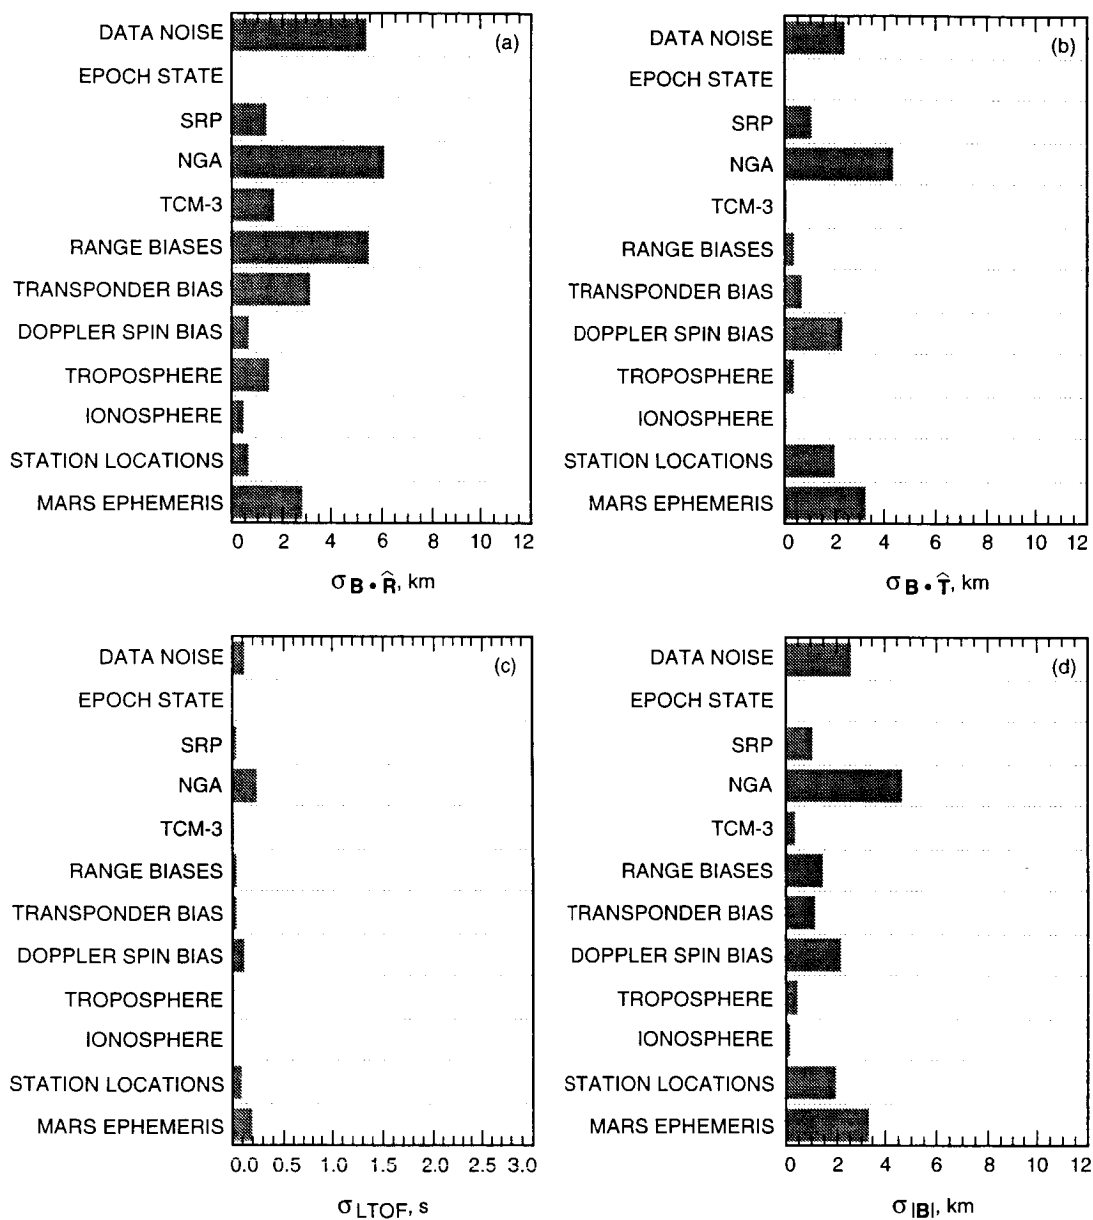 (a)
DATA NOISE
EPOCH STATE
SRP
NGA
TCM-3
RANGE BIASES
TRANSPONDER BIAS
DOPPLER SPIN BIAS
TROPOSPHERE
IONOSPHERE
STATION LOCATIONS
MARS EPHEMERIS
0 2 4 6 8 10 12
σB • R̂, km
(b)
DATA NOISE
EPOCH STATE
SRP
NGA
TCM-3
RANGE BIASES
TRANSPONDER BIAS
DOPPLER SPIN BIAS
TROPOSPHERE
IONOSPHERE
STATION LOCATIONS
MARS EPHEMERIS
0 2 4 6 8 10 12
σB • T̂, km
(c)
DATA NOISE
EPOCH STATE
SRP
NGA
TCM-3
RANGE BIASES
TRANSPONDER BIAS
DOPPLER SPIN BIAS
TROPOSPHERE
IONOSPHERE
STATION LOCATIONS
MARS EPHEMERIS
0.0 0.5 1.0 1.5 2.0 2.5 3.0
σLTOF, s
(d)
DATA NOISE
EPOCH STATE
SRP
NGA
TCM-3
RANGE BIASES
TRANSPONDER BIAS
DOPPLER SPIN BIAS
TROPOSPHERE
IONOSPHERE
STATION LOCATIONS
MARS EPHEMERIS
0 2 4 6 8 10 12
σ|B|, km